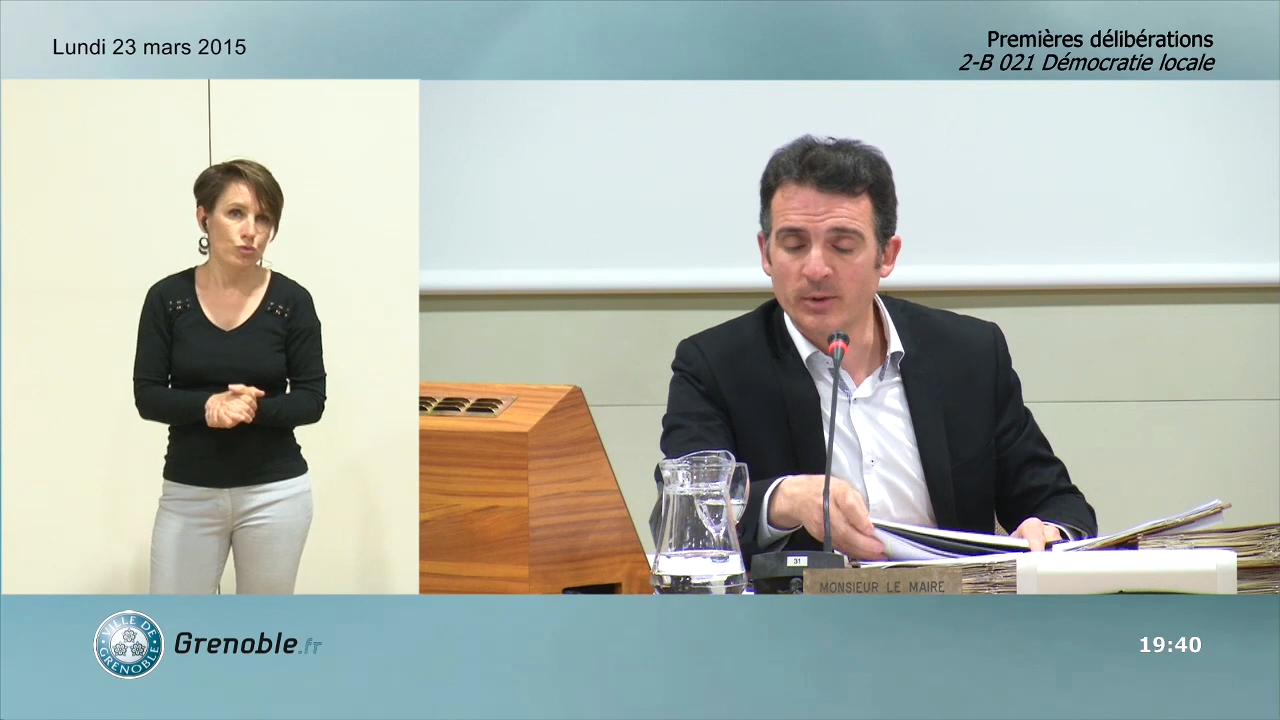 Lundi 23 mars 2015
Premières délibérations
2-B 021 Démocratie locale
31
MONSIEUR LE MAIRE
VILLE DE GRENOBLE
Grenoble.fr
19:40